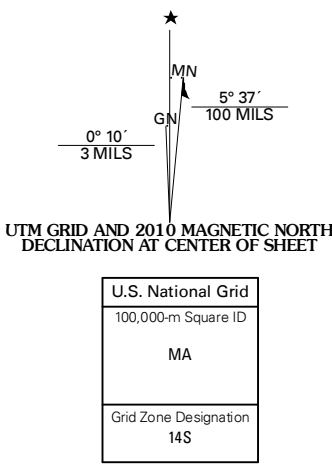 MN
5° 37´
100 MILS
GN
0° 10´
3 MILS
UTM GRID AND 2010 MAGNETIC NORTH
DECLINATION AT CENTER OF SHEET
U.S. National Grid
100,000-m Square ID
MA
Grid Zone Designation
14S